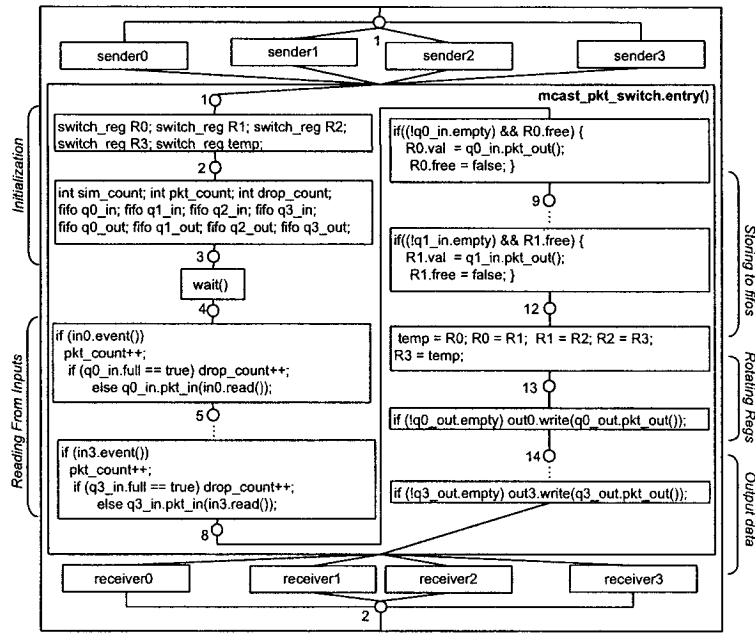 1
sender0
sender1
sender2
sender3
mcast_pkt_switch.entry()
Initialization
1
switch_reg R0; switch_reg R1; switch_reg R2;
switch_reg R3; switch_reg temp;
2
int sim_count; int pkt_count; int drop_count;
fifo q0_in; fifo q1_in; fifo q2_in; fifo q3_in;
fifo q0_out; fifo q1_out; fifo q2_out; fifo q3_out;
3
wait()
4
Reading From Inputs
if (in0.event())
pkt_count++;
if (q0_in.full == true) drop_count++;
else q0_in.pkt_in(in0.read());
5
if (in3.event())
pkt_count++;
if (q3_in.full == true) drop_count++;
else q3_in.pkt_in(in3.read());
8
if((!q0_in.empty) && R0.free) {
R0.val = q0_in.pkt_out();
R0.free = false; }
9
if((!q1_in.empty) && R1.free) {
R1.val = q1_in.pkt_out();
R1.free = false; }
12
Storing to fifos
temp = R0; R0 = R1; R1 = R2; R2 = R3;
R3 = temp;
13
Rotating Regs
if (!q0_out.empty) out0.write(q0_out.pkt_out());
14
if (!q3_out.empty) out3.write(q3_out.pkt_out());
Output data
receiver0
receiver1
receiver2
receiver3
2